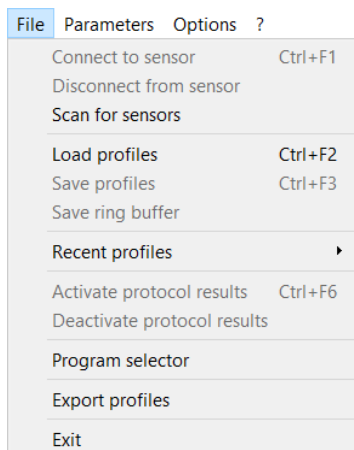 File Parameters Options ?
Connect to sensor Ctrl+F1
Disconnect from sensor
Scan for sensors
Load profiles Ctrl+F2
Save profiles Ctrl+F3
Save ring buffer
Recent profiles
Activate protocol results Ctrl+F6
Deactivate protocol results
Program selector
Export profiles
Exit